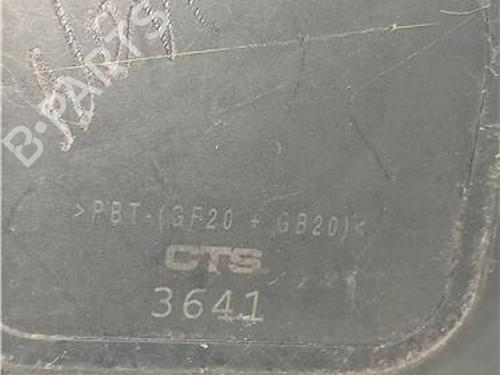 B-PARTS
>PBT-(GF20 + GB20)<
CTS
3641